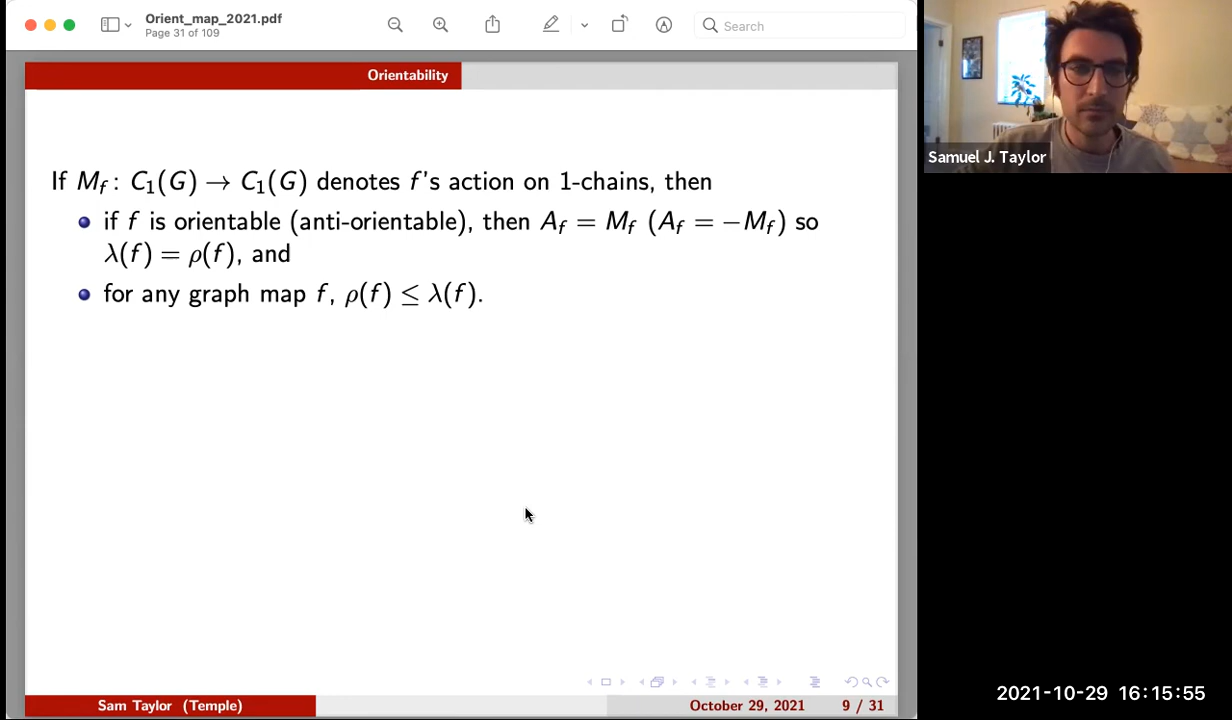 Orient_map_2021.pdf
Page 31 of 109
Search
Orientability
If M_f : C_1(G) → C_1(G) denotes f's action on 1-chains, then
• if f is orientable (anti-orientable), then A_f = M_f (A_f = −M_f) so
λ(f) = ρ(f), and
• for any graph map f, ρ(f) ≤ λ(f).
Sam Taylor (Temple)
October 29, 2021
9 / 31
Samuel J. Taylor
2021-10-29 16:15:55